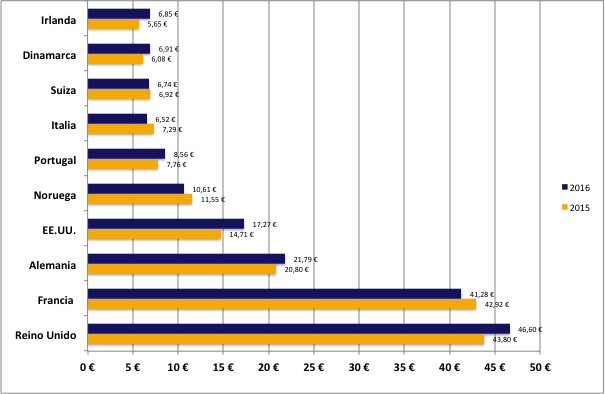 Irlanda
6,85 €
5,65 €
Dinamarca
6,91 €
6,08 €
Suiza
6,74 €
6,92 €
Italia
6,52 €
7,29 €
Portugal
8,56 €
7,76 €
Noruega
10,61 €
11,55 €
EE.UU.
17,27 €
14,71 €
Alemania
21,79 €
20,80 €
Francia
41,28 €
42,92 €
Reino Unido
46,60 €
43,80 €
2016
2015
0 € 5 € 10 € 15 € 20 € 25 € 30 € 35 € 40 € 45 € 50 €